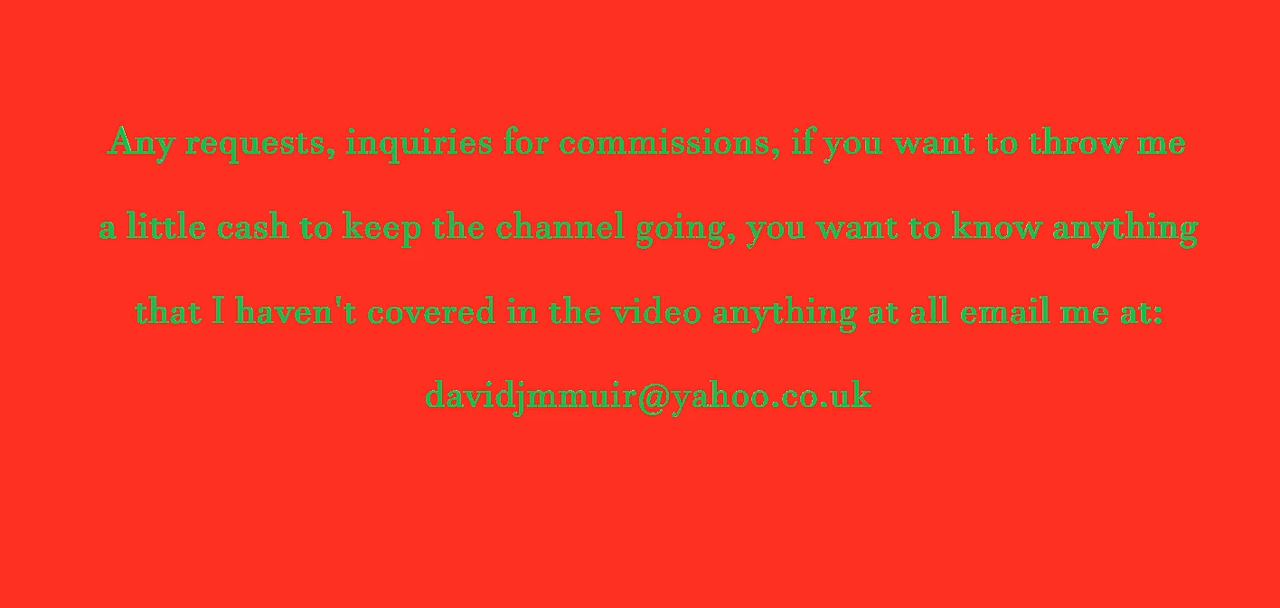 Any requests, inquiries for commissions, if you want to throw me
a little cash to keep the channel going, you want to know anything
that I haven't covered in the video anything at all email me at:
davidjmmuir@yahoo.co.uk